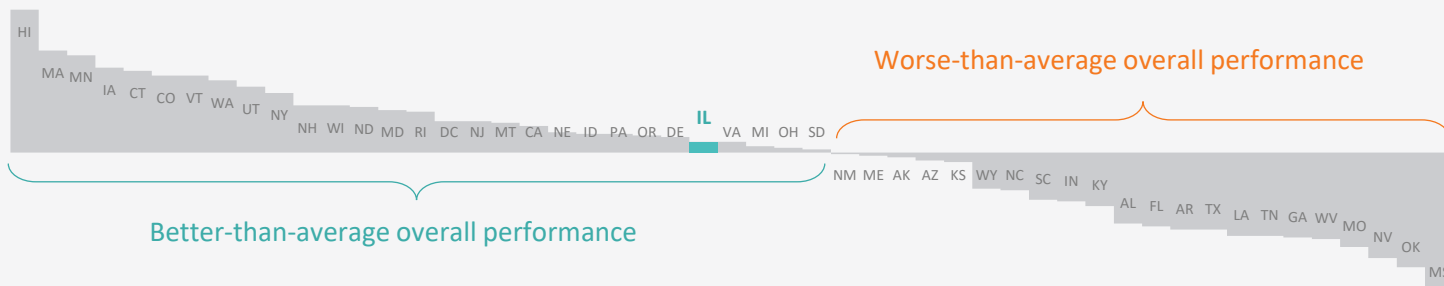 HI
MA MN
IA CT CO VT WA UT NY
NH WI ND MD RI DC NJ MT CA NE ID PA OR DE IL VA MI OH SD
NM ME AK AZ KS WY NC SC IN KY
AL FL AR TX LA TN GA WV MO NV OK MS
Worse-than-average overall performance
Better-than-average overall performance